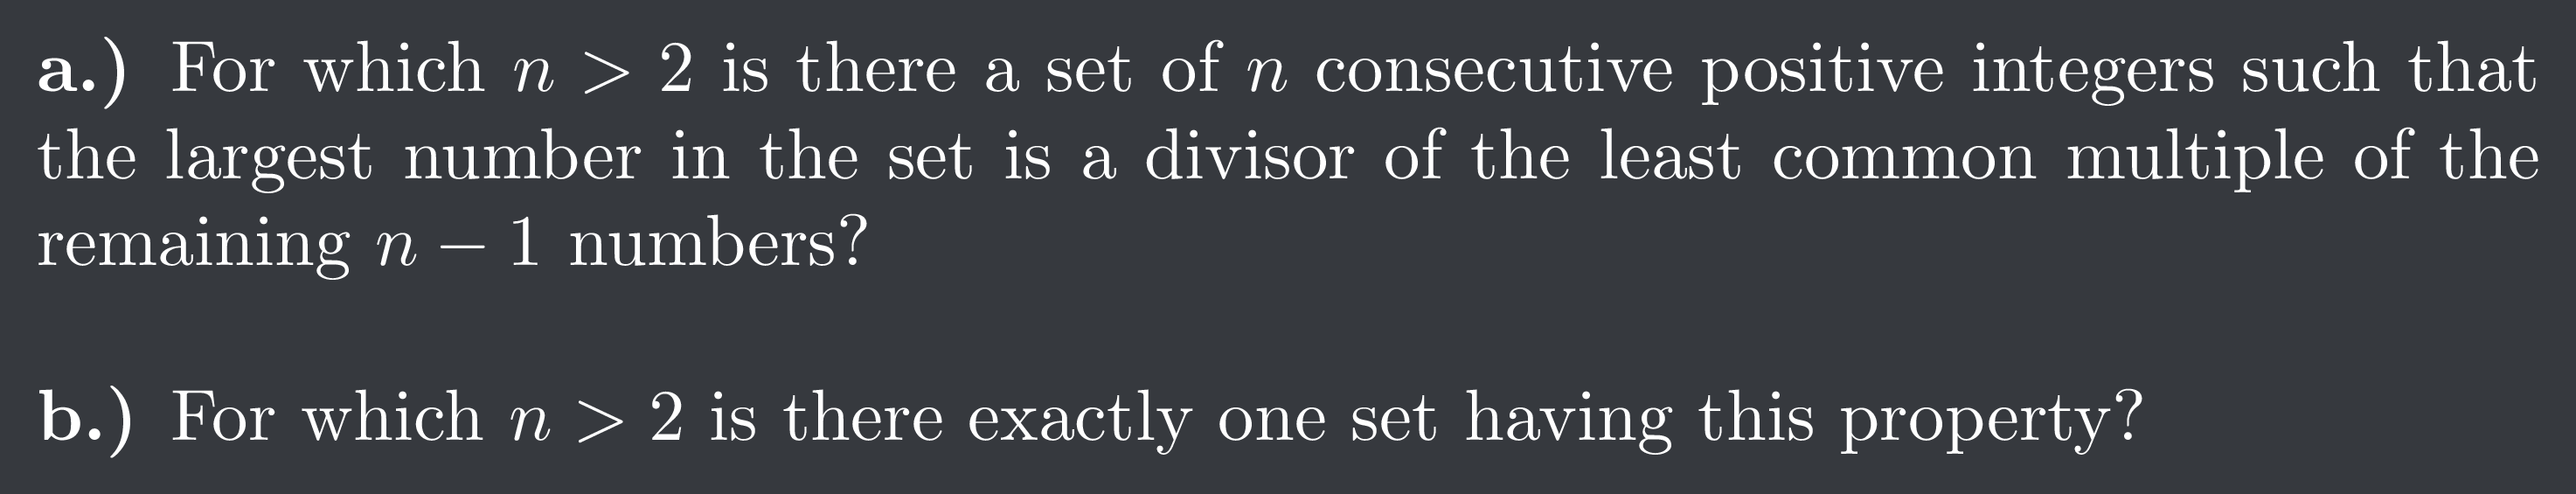 a.) For which n > 2 is there a set of n consecutive positive integers such that
the largest number in the set is a divisor of the least common multiple of the
remaining n − 1 numbers?
b.) For which n > 2 is there exactly one set having this property?